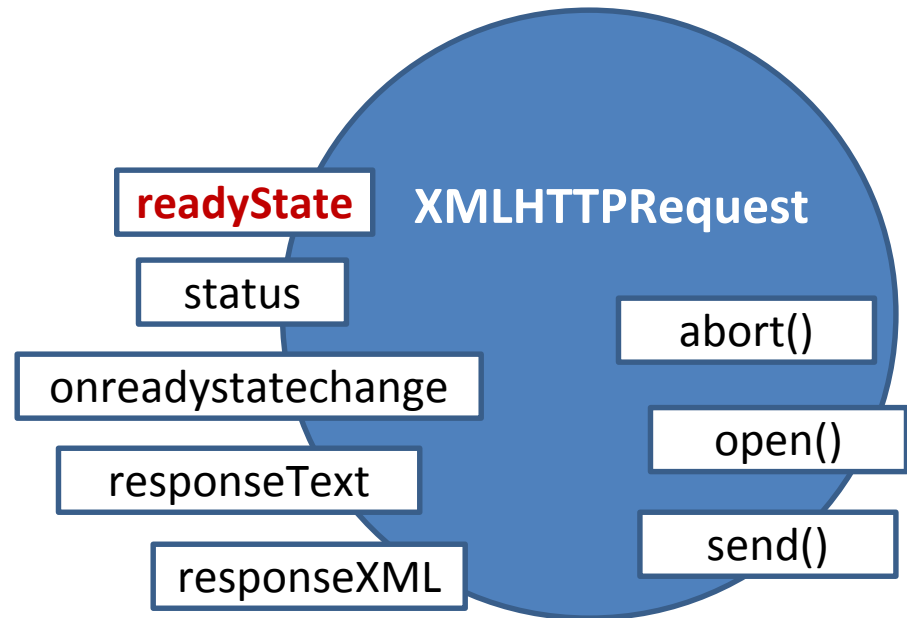 readyState
XMLHTTPRequest
status
onreadystatechange
responseText
responseXML
abort()
open()
send()